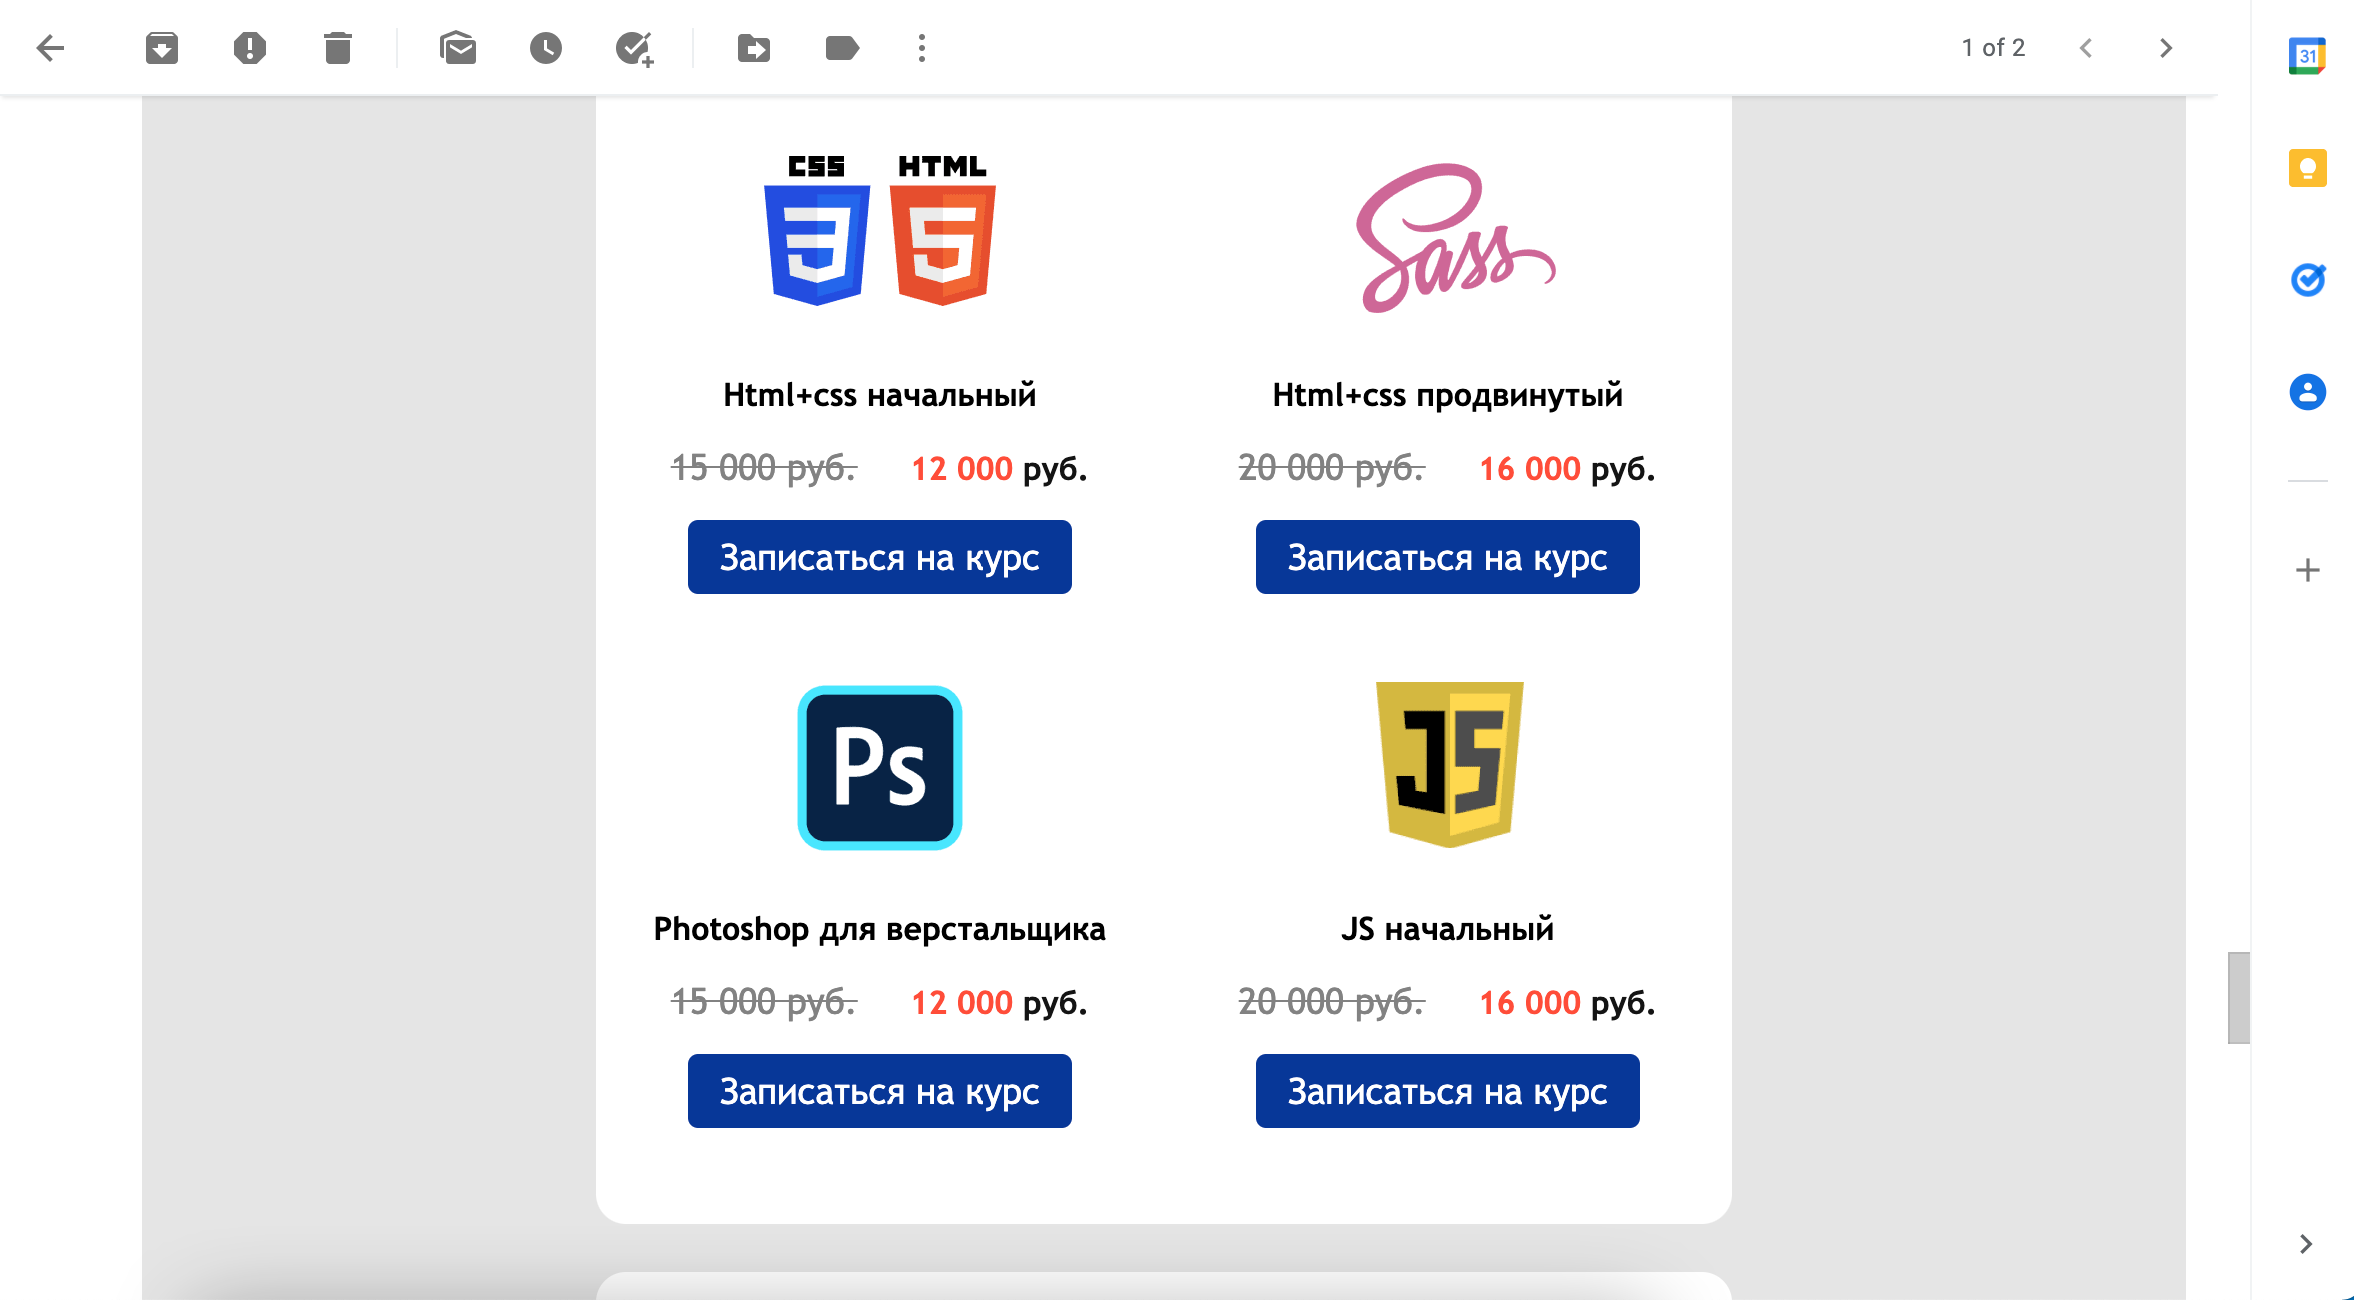 1 of 2
31
CSS HTML
Sass
Html+css начальный
Html+css продвинутый
15 000 руб. 12 000 руб.
20 000 руб. 16 000 руб.
Записаться на курс
Записаться на курс
Ps
JS
Photoshop для верстальщика
JS начальный
15 000 руб. 12 000 руб.
20 000 руб. 16 000 руб.
Записаться на курс
Записаться на курс